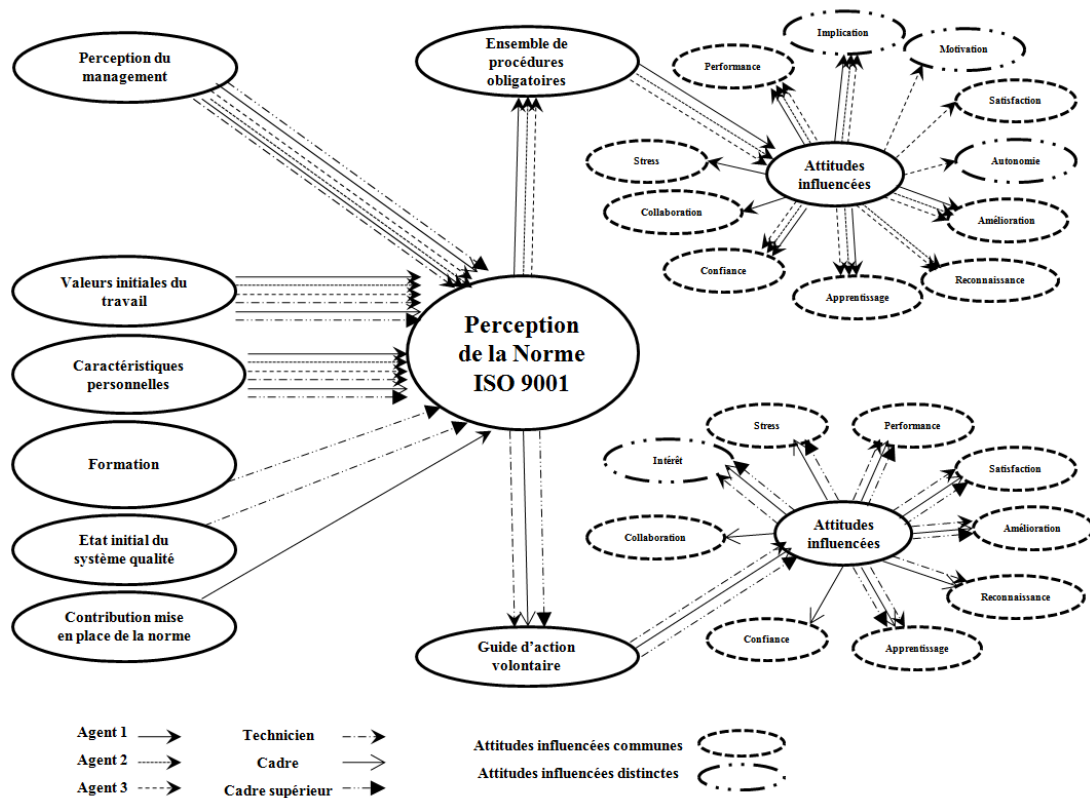 Perception du
management
Ensemble de
procédures
obligatoires
Implication
Motivation
Performance
Satisfaction
Stress
Attitudes
influencées
Autonomie
Collaboration
Amélioration
Confiance
Reconnaissance
Apprentissage
Valeurs initiales du
travail
Caractéristiques
personnelles
Formation
Etat initial du
système qualité
Contribution mise
en place de la norme
Perception
de la Norme
ISO 9001
Guide d'action
volontaire
Stress
Performance
Intérêt
Satisfaction
Collaboration
Attitudes
influencées
Amélioration
Reconnaissance
Confiance
Apprentissage
Agent 1
Agent 2
Agent 3
Technicien
Cadre
Cadre supérieur
Attitudes influencées communes
Attitudes influencées distinctes